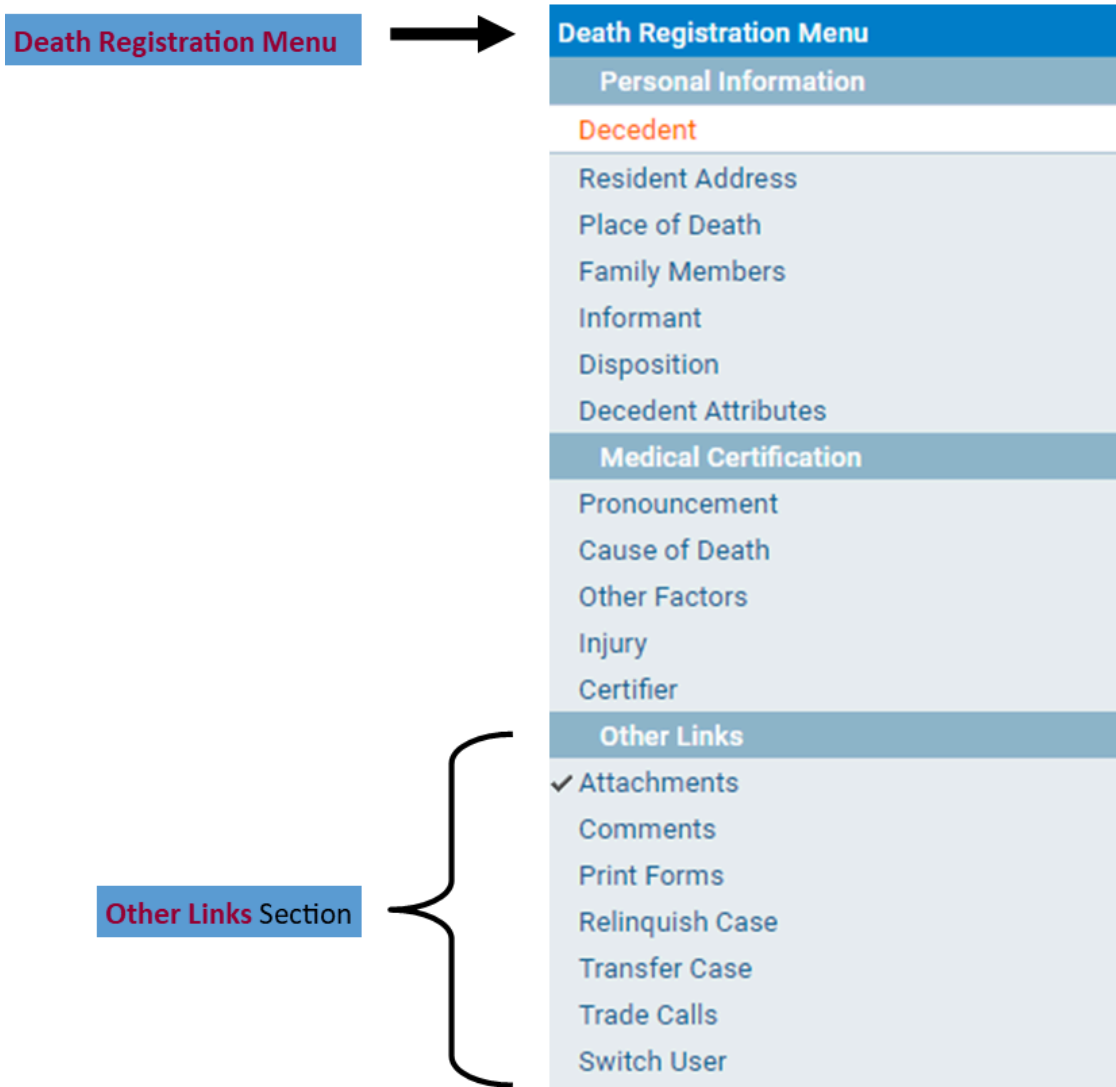 Death Registration Menu
Death Registration Menu
Personal Information
Decedent
Resident Address
Place of Death
Family Members
Informant
Disposition
Decedent Attributes
Medical Certification
Pronouncement
Cause of Death
Other Factors
Injury
Certifier
Other Links
Attachments
Comments
Print Forms
Other Links Section
Relinquish Case
Transfer Case
Trade Calls
Switch User